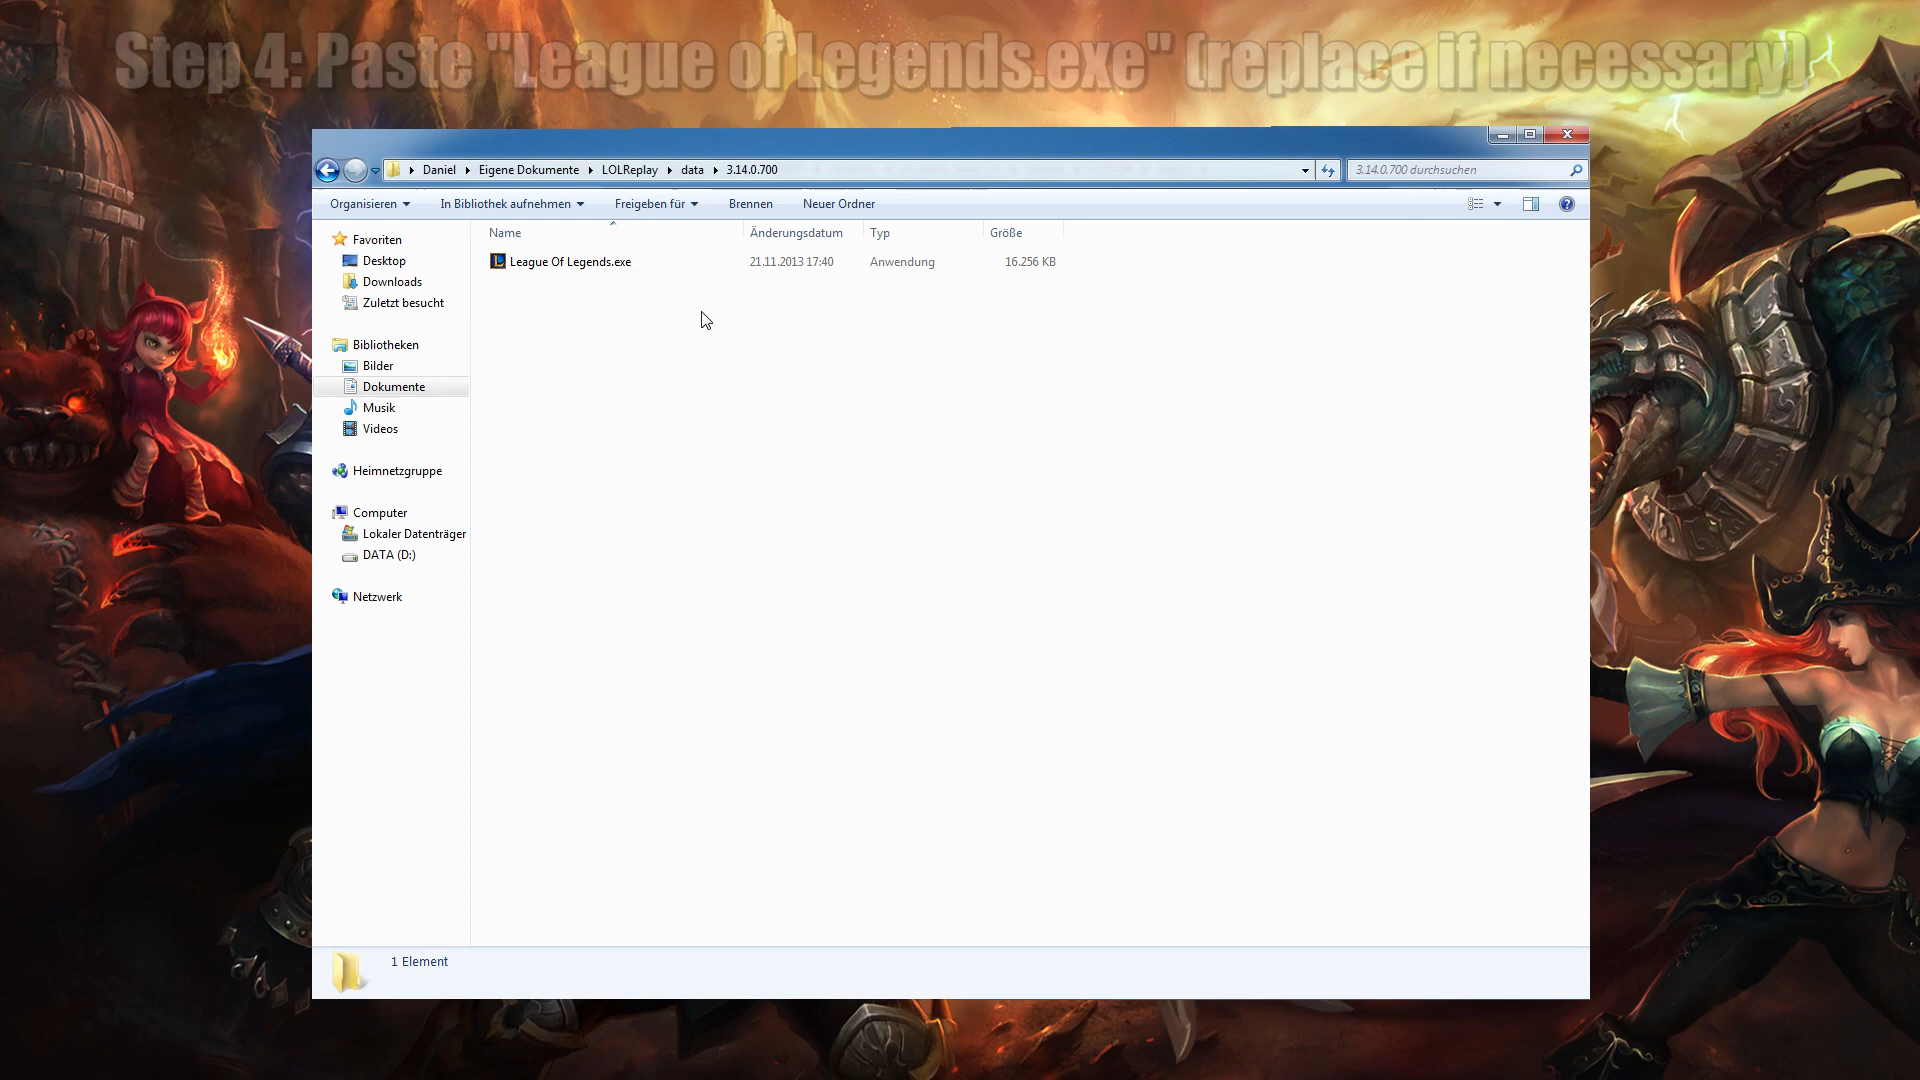 Step 4: Paste "League of Legends.exe" (replace if necessary)
Daniel Eigene Dokumente LOLReplay data 3.14.0.700
3.14.0.700 durchsuchen
Organisieren In Bibliothek aufnehmen Freigeben für Brennen Neuer Ordner
Name Änderungsdatum Typ Größe
League Of Legends.exe 21.11.2013 17:40 Anwendung 16.256 KB
Favoriten
Desktop
Downloads
Zuletzt besucht
Bibliotheken
Bilder
Dokumente
Musik
Videos
Heimnetzgruppe
Computer
Lokaler Datenträger
DATA (D:)
Netzwerk
1 Element